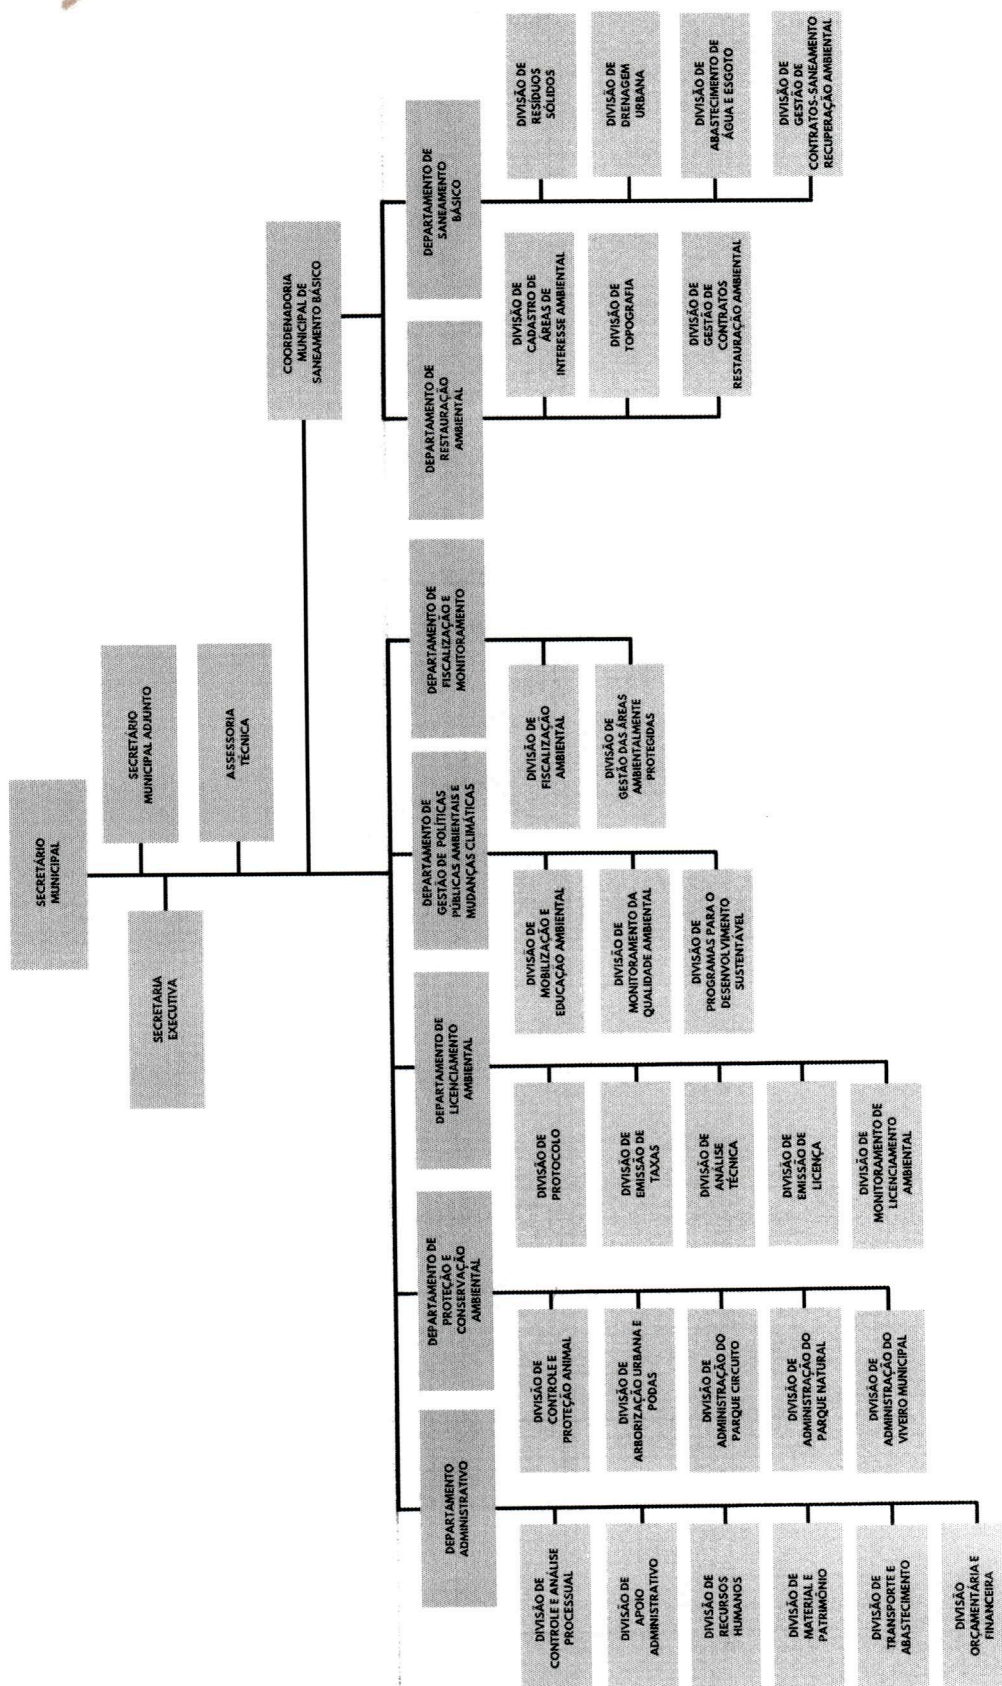 SECRETÁRIO
MUNICIPAL
SECRETÁRIO
MUNICIPAL ADJUNTO
SECRETARIA
EXECUTIVA
ASSESSORIA
TÉCNICA
COORDENADORIA
MUNICIPAL DE
SANEAMENTO BÁSICO
DEPARTAMENTO
ADMINISTRATIVO
DIVISÃO DE
CONTROLE E ANÁLISE
PROCESSUAL
DIVISÃO DE
APOIO
ADMINISTRATIVO
DIVISÃO DE
RECURSOS
HUMANOS
DIVISÃO DE
MATERIAL E
PATRIMÔNIO
DIVISÃO DE
TRANSPORTE E
ABASTECIMENTO
DIVISÃO
ORÇAMENTÁRIA E
FINANCEIRA
DEPARTAMENTO DE
PROTEÇÃO E
CONSERVAÇÃO
AMBIENTAL
DIVISÃO DE
CONTROLE E
PROTEÇÃO ANIMAL
DIVISÃO DE
ARBORIZAÇÃO URBANA E
PODAS
DIVISÃO DE
ADMINISTRAÇÃO DO
PARQUE CIRCUITO
DIVISÃO DE
ADMINISTRAÇÃO DO
PARQUE NATURAL
DIVISÃO DE
ADMINISTRAÇÃO DO
VIVEIRO MUNICIPAL
DEPARTAMENTO DE
LICENCIAMENTO
AMBIENTAL
DIVISÃO DE
PROTOCOLO
DIVISÃO DE
EMISSÃO DE
TAXAS
DIVISÃO DE
ANÁLISE
TÉCNICA
DIVISÃO DE
EMISSÃO DE
LICENÇA
DIVISÃO DE
MONITORAMENTO DE
LICENCIAMENTO
AMBIENTAL
DEPARTAMENTO DE
GESTÃO DE POLÍTICAS
PÚBLICAS AMBIENTAIS E
MUDANÇAS CLIMÁTICAS
DIVISÃO DE
MOBILIZAÇÃO E
EDUCAÇÃO AMBIENTAL
DIVISÃO DE
MONITORAMENTO DA
QUALIDADE AMBIENTAL
DIVISÃO DE
PROGRAMAS PARA O
DESENVOLVIMENTO
SUSTENTÁVEL
DEPARTAMENTO DE
FISCALIZAÇÃO E
MONITORAMENTO
DIVISÃO DE
FISCALIZAÇÃO
AMBIENTAL
DIVISÃO DE
GESTÃO DAS ÁREAS
AMBIENTALMENTE
PROTEGIDAS
DEPARTAMENTO DE
RESTAURAÇÃO
AMBIENTAL
DIVISÃO DE
CADASTRO DE
ÁREAS DE
INTERESSE AMBIENTAL
DIVISÃO DE
TOPOGRAFIA
DIVISÃO DE
GESTÃO DE
CONTRATOS
RESTAURAÇÃO AMBIENTAL
DEPARTAMENTO DE
SANEAMENTO
BÁSICO
DIVISÃO DE
RESÍDUOS
SÓLIDOS
DIVISÃO DE
DRENAGEM
URBANA
DIVISÃO DE
ABASTECIMENTO DE
ÁGUA E ESGOTO
DIVISÃO DE
GESTÃO DE
CONTRATOS-SANEAMENTO
RECUPERAÇÃO AMBIENTAL